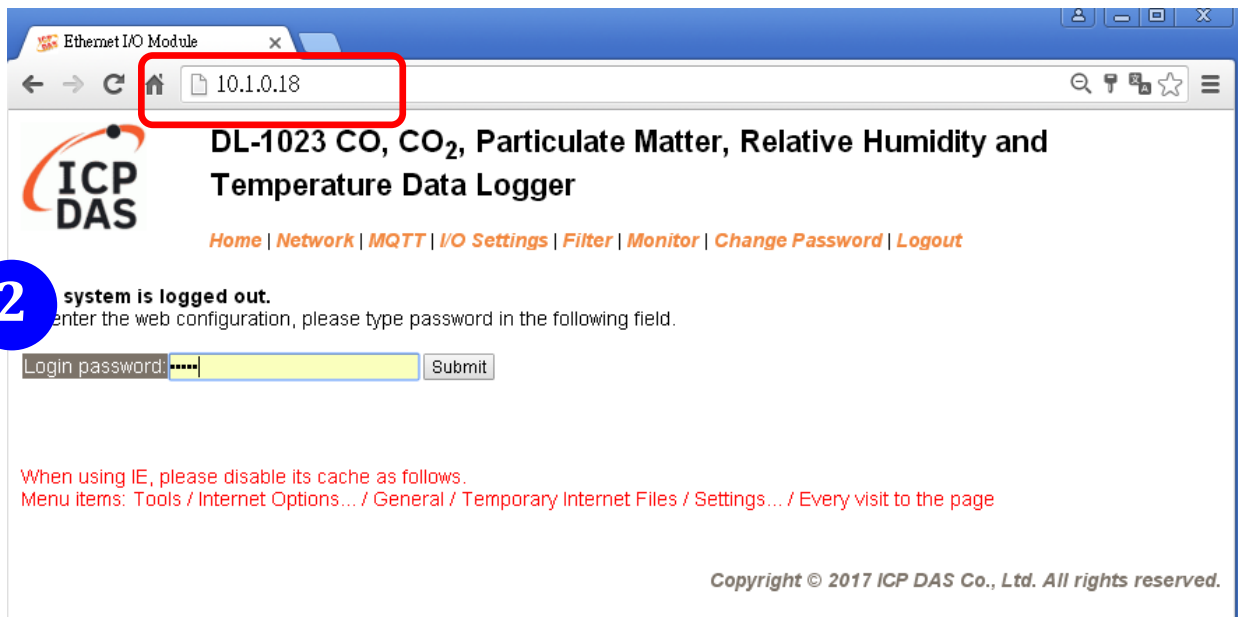 Ethernet I/O Module
10.1.0.18
ICP
DAS
DL-1023 CO, CO₂, Particulate Matter, Relative Humidity and
Temperature Data Logger
Home | Network | MQTT | I/O Settings | Filter | Monitor | Change Password | Logout
2
system is logged out.
enter the web configuration, please type password in the following field.
Login password: ••••• Submit
When using IE, please disable its cache as follows.
Menu items: Tools / Internet Options... / General / Temporary Internet Files / Settings... / Every visit to the page
Copyright © 2017 ICP DAS Co., Ltd. All rights reserved.